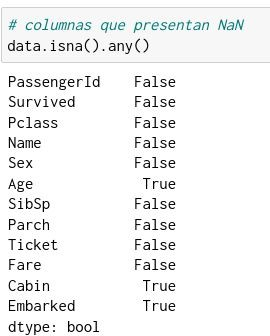 # columnas que presentan NaN
data.isna().any()
PassengerId    False
Survived       False
Pclass         False
Name           False
Sex            False
Age             True
SibSp          False
Parch          False
Ticket         False
Fare           False
Cabin           True
Embarked        True
dtype: bool